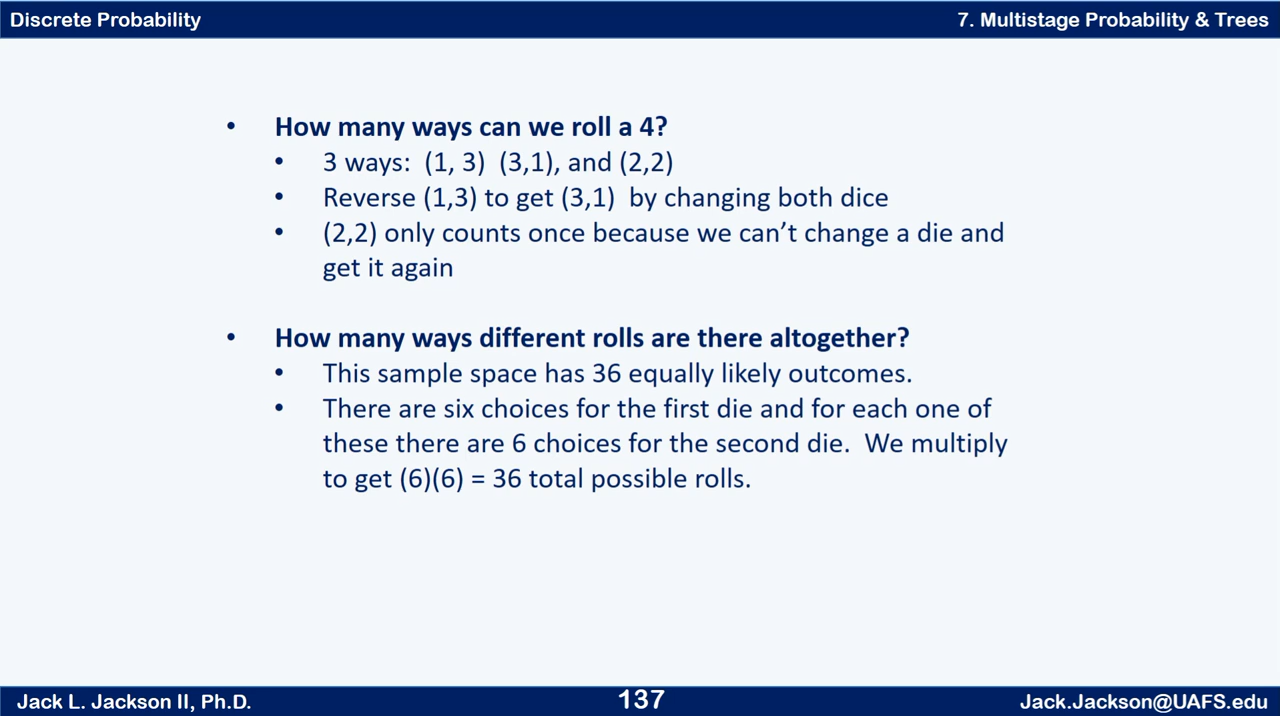 Discrete Probability
7. Multistage Probability & Trees
• How many ways can we roll a 4?
• 3 ways:  (1, 3)  (3,1), and (2,2)
• Reverse (1,3) to get (3,1)  by changing both dice
• (2,2) only counts once because we can’t change a die and
get it again
• How many ways different rolls are there altogether?
• This sample space has 36 equally likely outcomes.
• There are six choices for the first die and for each one of
these there are 6 choices for the second die.  We multiply
to get (6)(6) = 36 total possible rolls.
Jack L. Jackson II, Ph.D.
137
Jack.Jackson@UAFS.edu